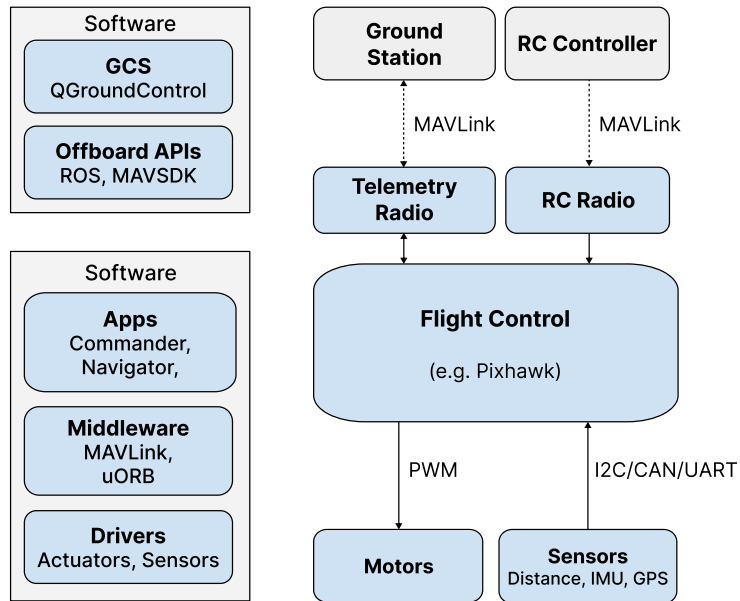 Software
GCS
QGroundControl
Offboard APIs
ROS, MAVSDK
Software
Apps
Commander,
Navigator,
Middleware
MAVLink,
uORB
Drivers
Actuators, Sensors
Ground
Station
RC Controller
MAVLink
MAVLink
Telemetry
Radio
RC Radio
Flight Control
(e.g. Pixhawk)
PWM
I2C/CAN/UART
Motors
Sensors
Distance, IMU, GPS